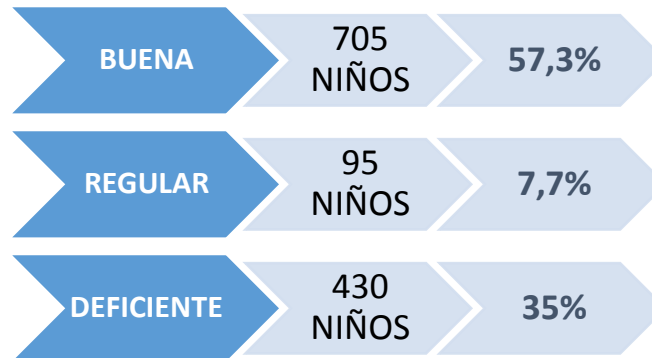 BUENA
705
NIÑOS
57,3%
REGULAR
95
NIÑOS
7,7%
DEFICIENTE
430
NIÑOS
35%